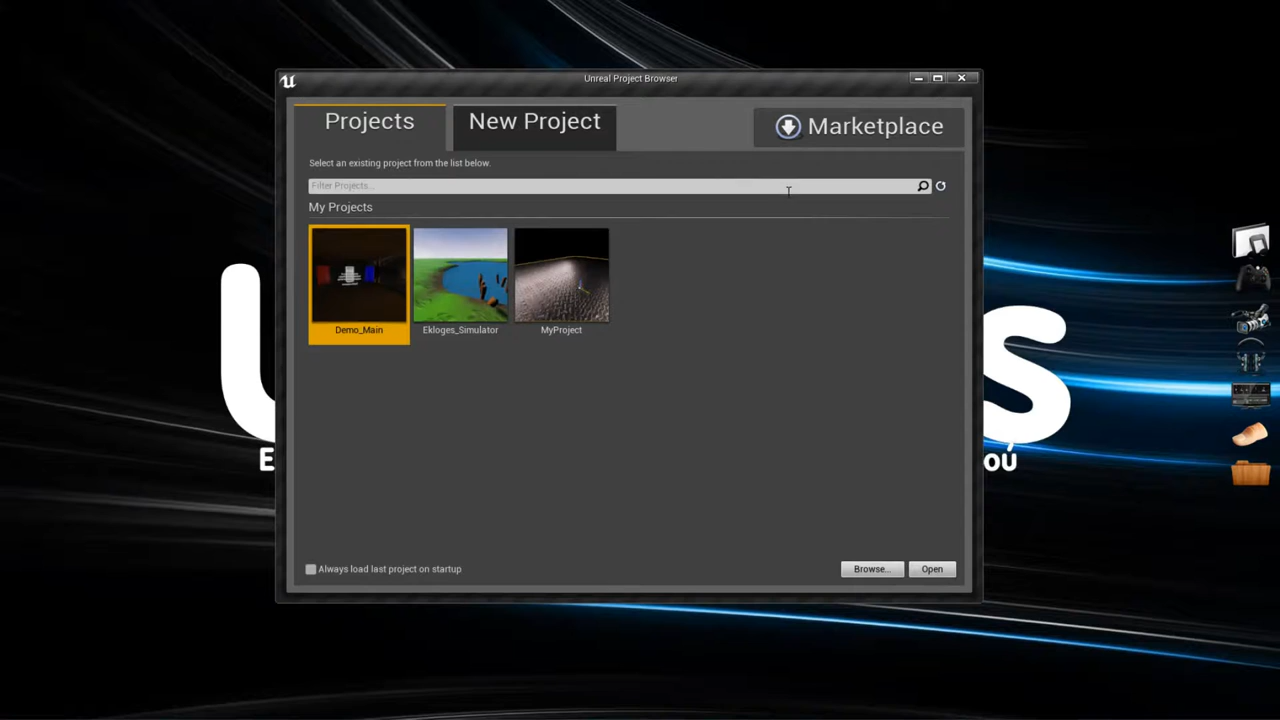 Unreal Project Browser
Projects
New Project
Marketplace
Select an existing project from the list below.
Filter Projects...
My Projects
Demo_Main
Ekloges_Simulator
MyProject
U
S
E
ού
Always load last project on startup
Browse...
Open